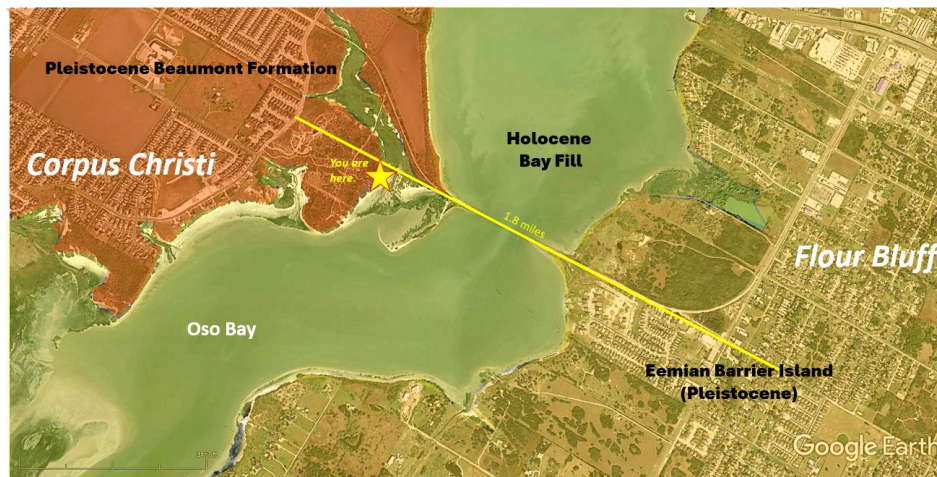 Pleistocene Beaumont Formation
Corpus Christi
You are
here.
Holocene
Bay Fill
1.8 miles
Flour Bluff
Oso Bay
Eemian Barrier Island
(Pleistocene)
Google Earth